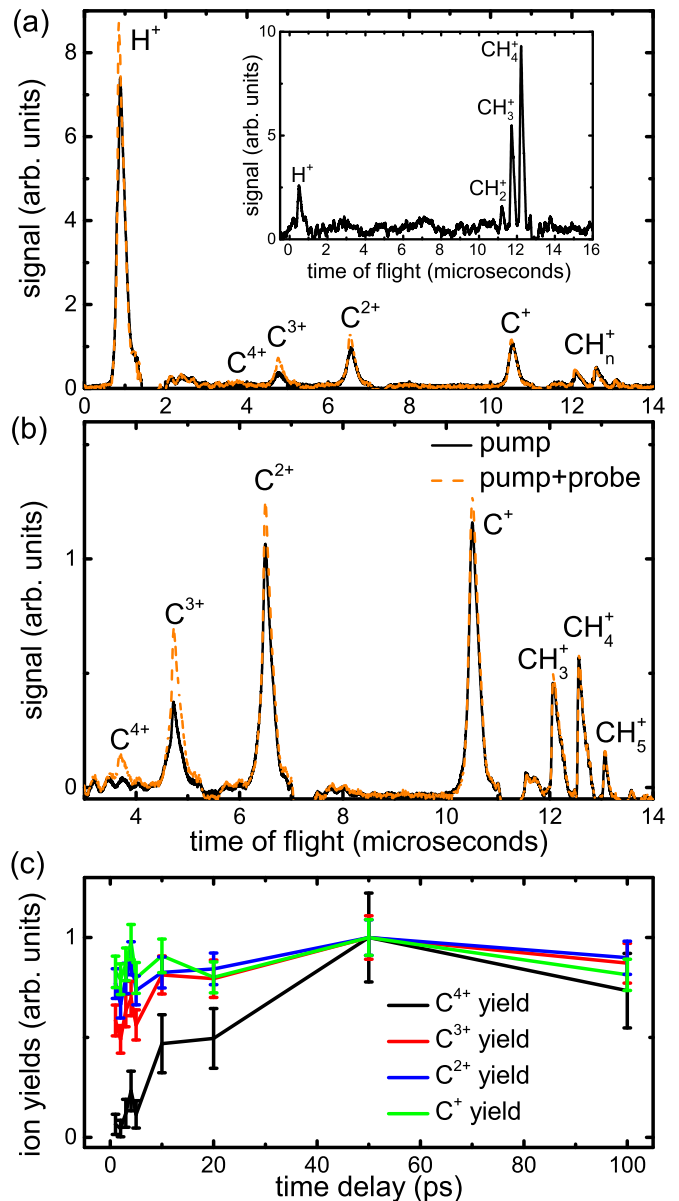 (a)
H⁺
signal (arb. units)
8
7
6
4
2
0
0 2 4 6 8 10 12 14
C⁴⁺
C³⁺
C²⁺
C⁺
CHₙ⁺
signal (arb. units)
10
5
0
H⁺
CH₂⁺
CH₃⁺
CH₄⁺
0 2 4 6 8 10 12 14 16
time of flight (microseconds)
(b)
pump
pump+probe
signal (arb. units)
1
0
C⁴⁺
C³⁺
C²⁺
C⁺
CH₃⁺
CH₄⁺
CH₅⁺
4 6 8 10 12 14
time of flight (microseconds)
(c)
ion yields (arb. units)
1
0
C⁴⁺ yield
C³⁺ yield
C²⁺ yield
C⁺ yield
0 20 40 60 80 100
time delay (ps)